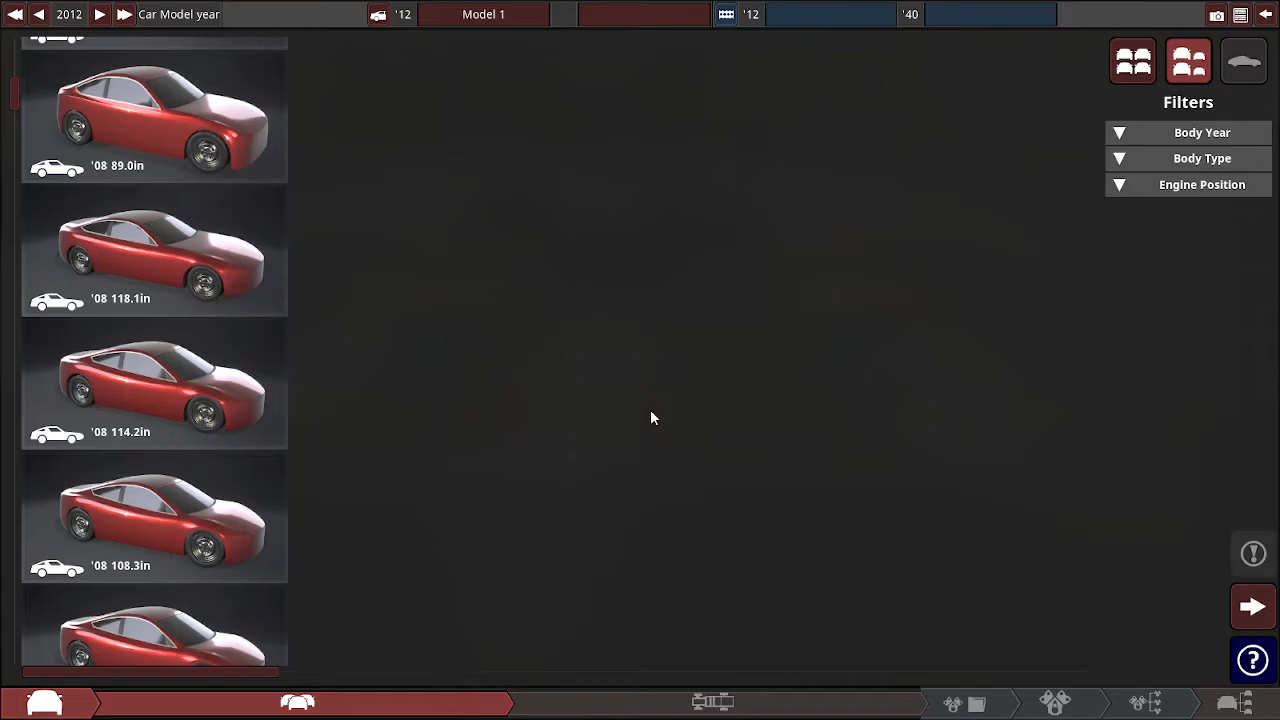 2012 Car Model year '12 Model 1 '12 '40
Filters
Body Year
Body Type
Engine Position
'08 89.0in
'08 118.1in
'08 114.2in
'08 108.3in